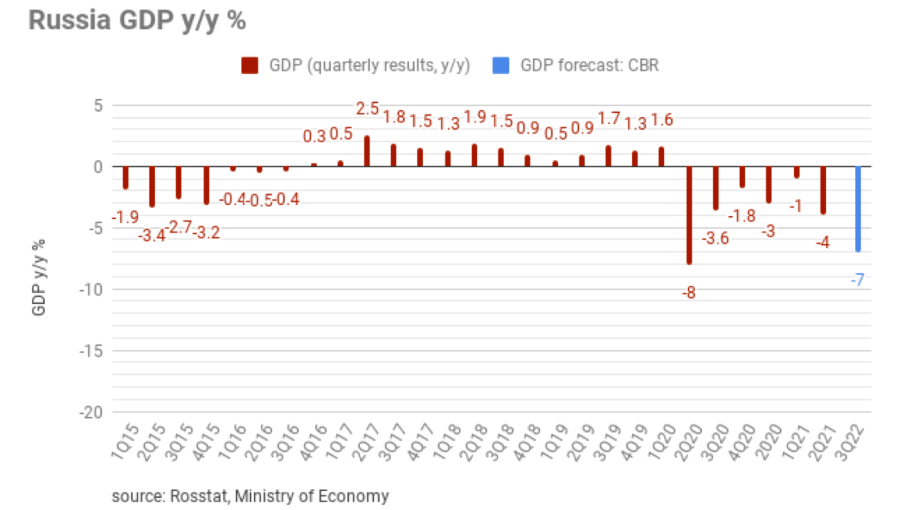 Russia GDP y/y %
GDP (quarterly results, y/y) GDP forecast: CBR
5
0
-5
-10
-15
-20
GDP y/y %
-1.9 -3.4 -2.7 -3.2 -0.4 -0.5 -0.4 0.3 0.5 2.5 1.8 1.5 1.3 1.9 1.5 0.9 0.5 0.9 1.7 1.3 1.6 -8 -3.6 -1.8 -3 -1 -4 -7
1Q15 2Q15 3Q15 4Q15 1Q16 2Q16 3Q16 4Q16 1Q17 2Q17 3Q17 4Q17 1Q18 2Q18 3Q18 4Q18 1Q19 2Q19 3Q19 4Q19 1Q20 2Q20 3Q20 4Q20 2020 1Q21 2Q21 3Q22
source: Rosstat, Ministry of Economy